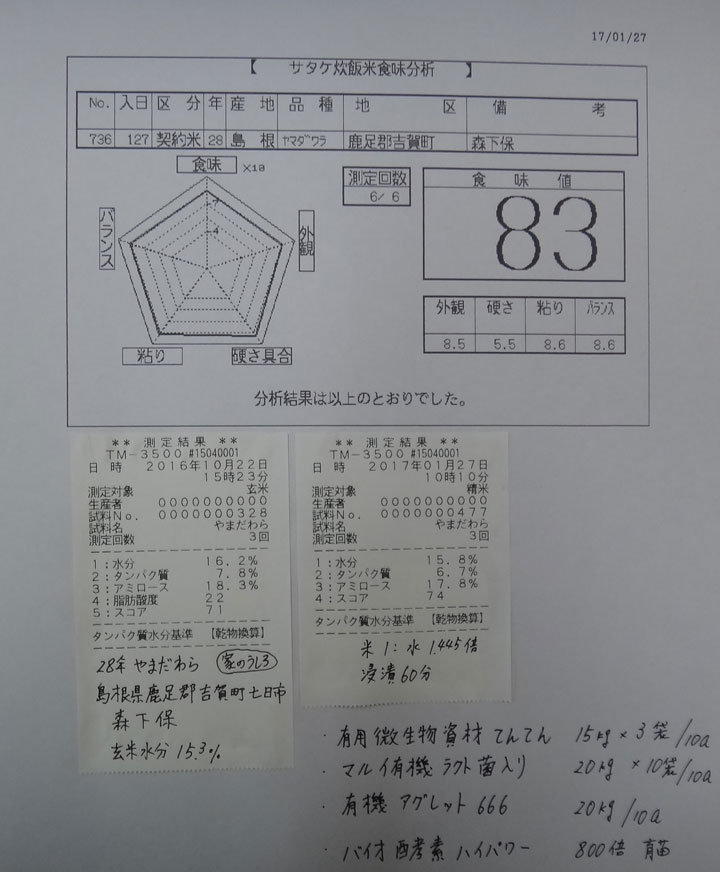 17/01/27
【 サタケ炊飯米食味分析 】
No. 入日 区分 年 産地 品種 地区 備考
736 127 契約米 28 島根 ヤマダワラ 鹿足郡吉賀町 森下保
食味 ×10
7
4
バランス
外観
粘り
硬さ具合
測定回数
6/ 6
食味値
83
外観 硬さ 粘り バランス
8.5 5.5 8.6 8.6
分析結果は以上のとおりでした。
** 測定結果 **
TM-3500 #15040001
日時 2016年10月22日
15時23分
測定対象 玄米
生産者 0000000000
試料No. 0000000328
試料名 やまだわら
測定回数 3回
1:水分 16.2%
2:タンパク質 7.8%
3:アミロース 18.3%
4:脂肪酸度 22
5:スコア 71
タンパク質水分基準 【乾物換算】
28年 やまだわら 家のうしろ
島根県鹿足郡吉賀町七日市
森下保
玄米水分 15.3%
** 測定結果 **
TM-3500 #15040001
日時 2017年01月27日
10時10分
測定対象 精米
生産者 0000000000
試料No. 0000000477
試料名 やまだわら
測定回数 3回
1:水分 15.8%
2:タンパク質 6.7%
3:アミロース 17.8%
4:スコア 74
タンパク質水分基準 【乾物換算】
米1:水 1.445倍
浸漬60分
・有用微生物資材てんてん 15kg×3袋/10a
・マルイ有機ラクト菌入り 20kg×10袋/10a
・有機アグレット666 20kg/10a
・バイオ酵素ハイパワー 800倍 育苗